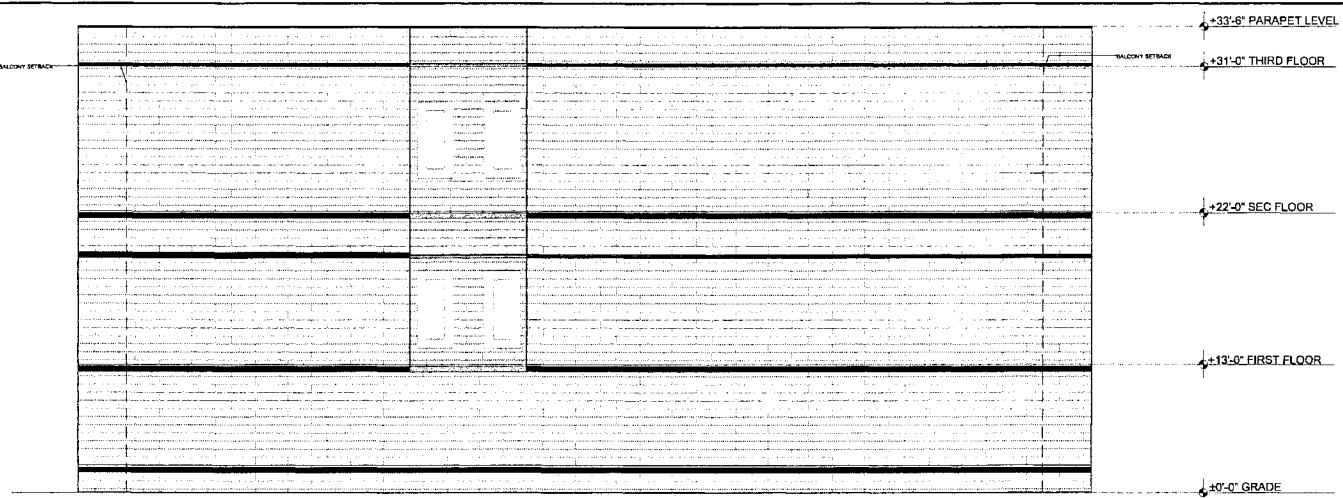 +33'-6" PARAPET LEVEL
BALCONY SETBACK
BALCONY SETBACK
+31'-0" THIRD FLOOR
+22'-0" SEC FLOOR
+13'-0" FIRST FLOOR
±0'-0" GRADE